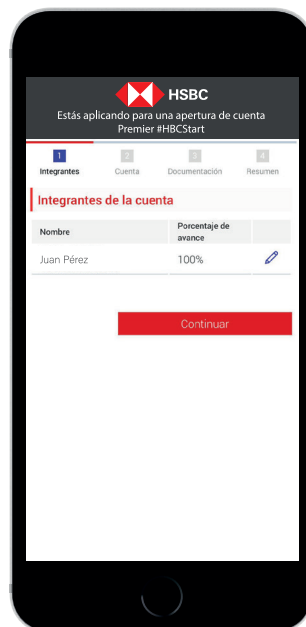 HSBC
Estás aplicando para una apertura de cuenta
Premier #HBCStart
1 2 3 4
Integrantes Cuenta Documentación Resumen
Integrantes de la cuenta
Nombre Porcentaje de
avance
Juan Pérez 100%
Continuar